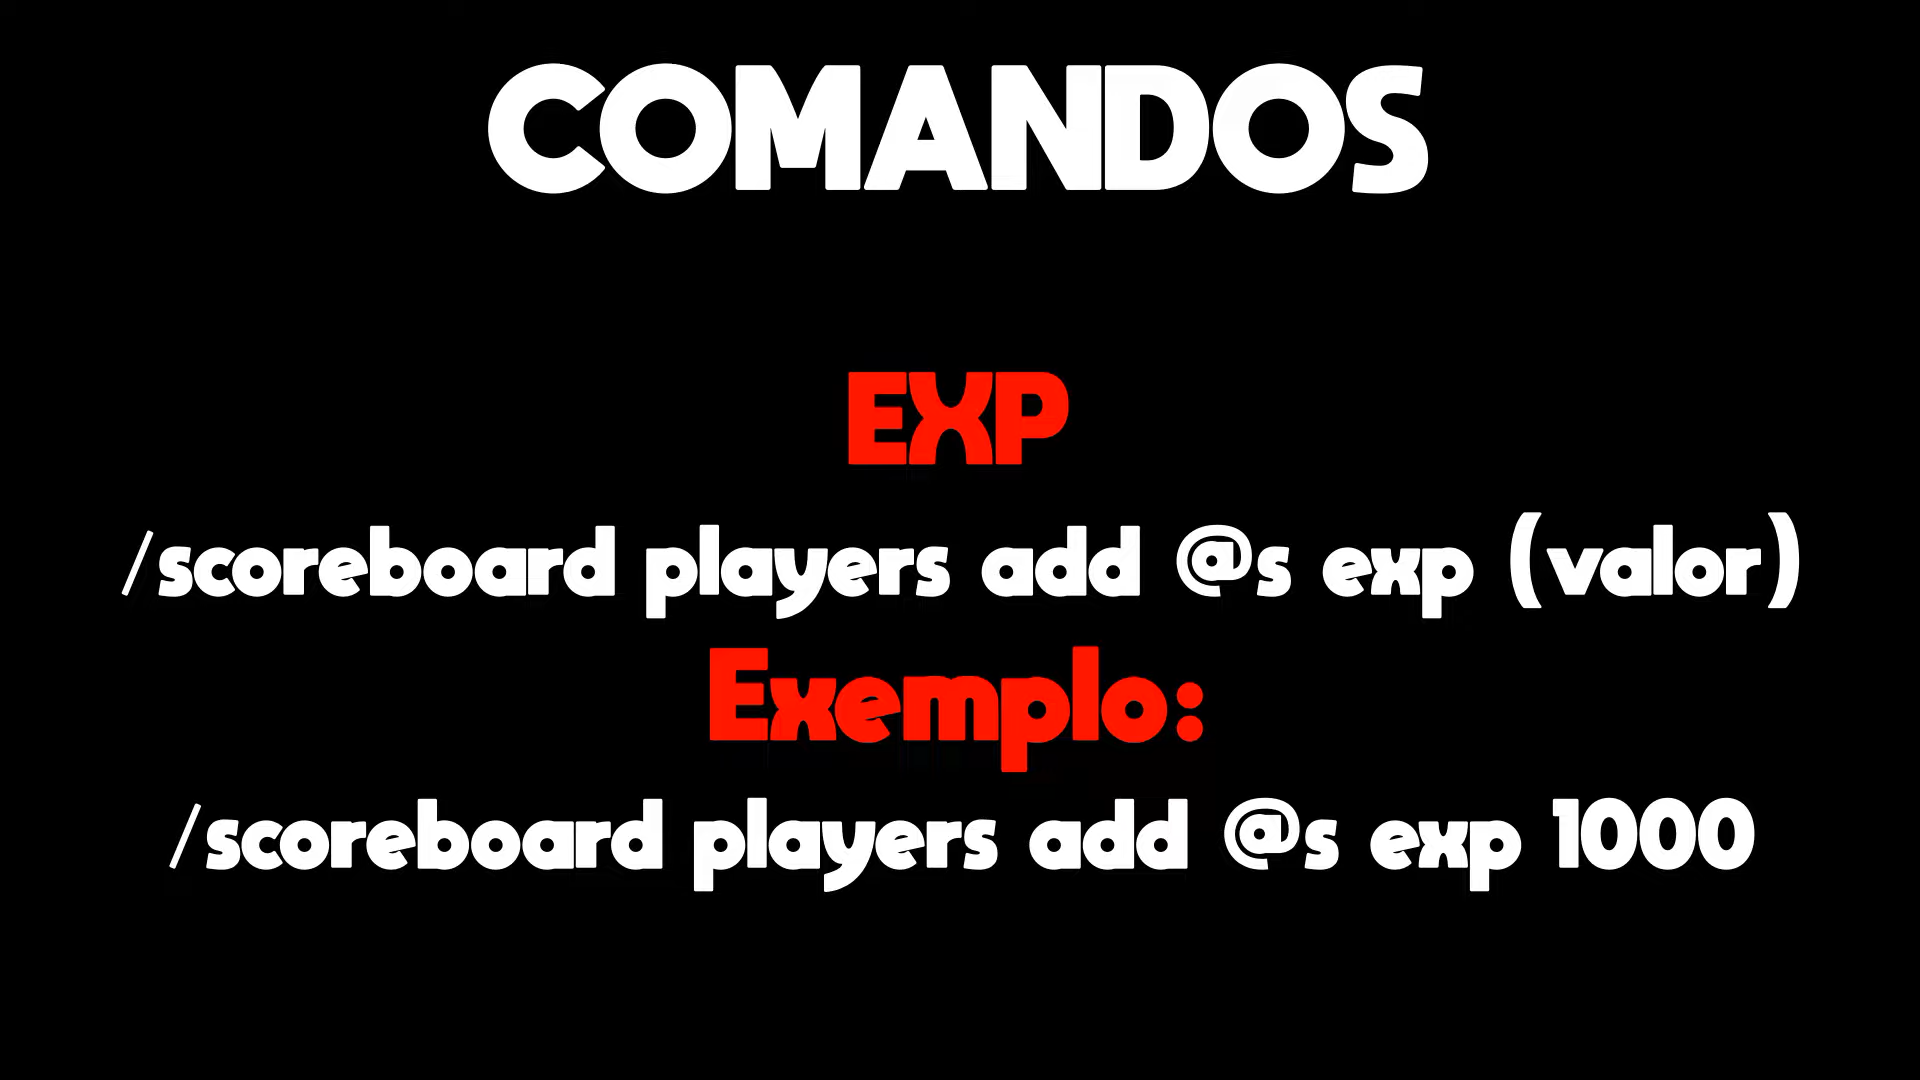 COMANDOS
EXP
/scoreboard players add @s exp (valor)
Exemplo:
/scoreboard players add @s exp 1000